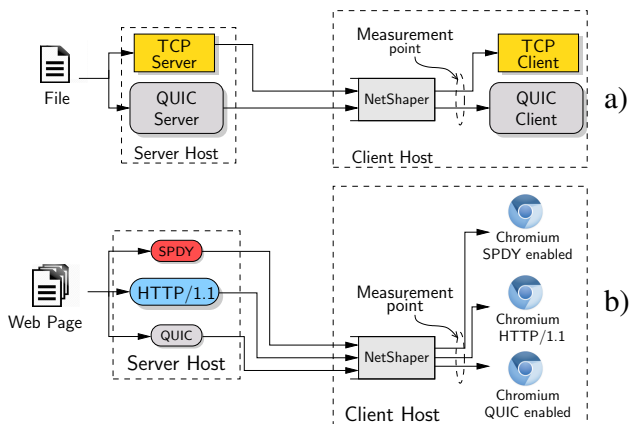 File
TCP
Server
QUIC
Server
Server Host
Measurement
point
NetShaper
TCP
Client
QUIC
Client
Client Host
a)
Web Page
SPDY
HTTP/1.1
QUIC
Server Host
Measurement
point
NetShaper
Chromium
SPDY enabled
Chromium
HTTP/1.1
Chromium
QUIC enabled
Client Host
b)